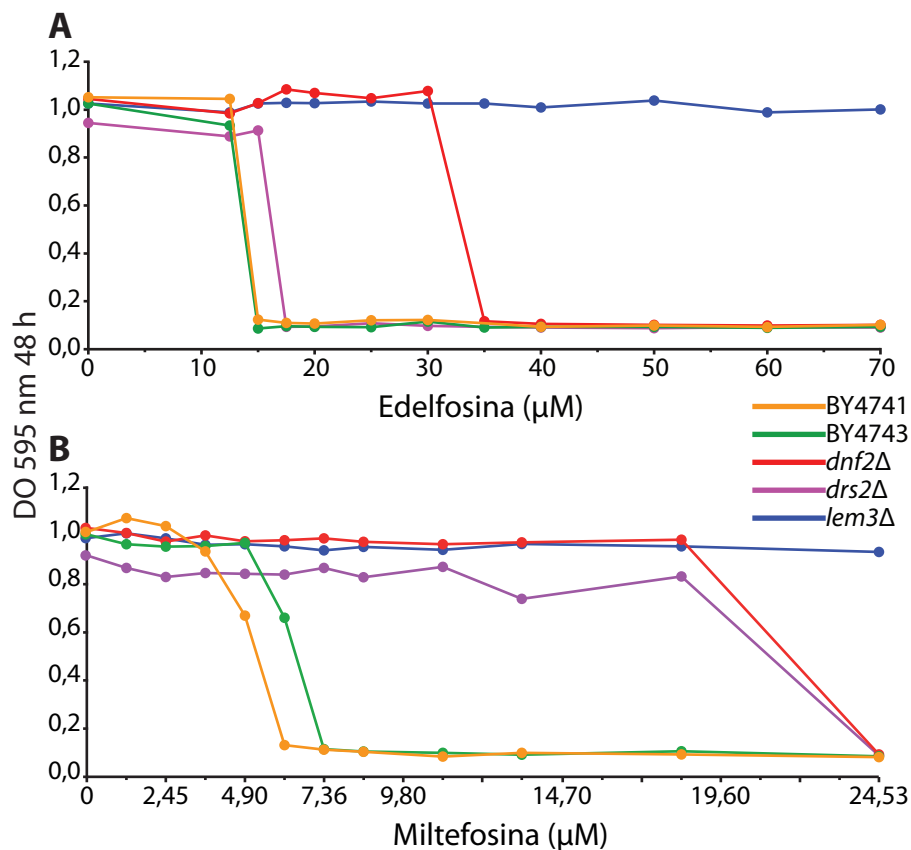 A
1,2
1,0
0,8
0,6
0,4
0,2
0,0
0 10 20 30 40 50 60 70
Edelfosina (µM)
DO 595 nm 48 h
BY4741
BY4743
dnf2Δ
drs2Δ
lem3Δ
B
1,2
1,0
0,8
0,6
0,4
0,2
0,0
0 2,45 4,90 7,36 9,80 14,70 19,60 24,53
Miltefosina (µM)